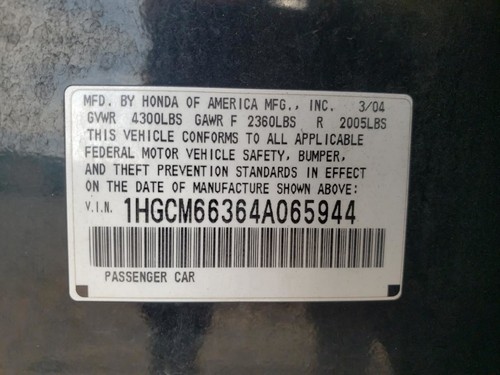 MFD. BY HONDA OF AMERICA MFG., INC. 3/04
GVWR 4300LBS GAWR F 2360LBS R 2005LBS
THIS VEHICLE CONFORMS TO ALL APPLICABLE
FEDERAL MOTOR VEHICLE SAFETY, BUMPER,
AND THEFT PREVENTION STANDARDS IN EFFECT
ON THE DATE OF MANUFACTURE SHOWN ABOVE:
V.I.N. 1HGCM66364A065944
PASSENGER CAR